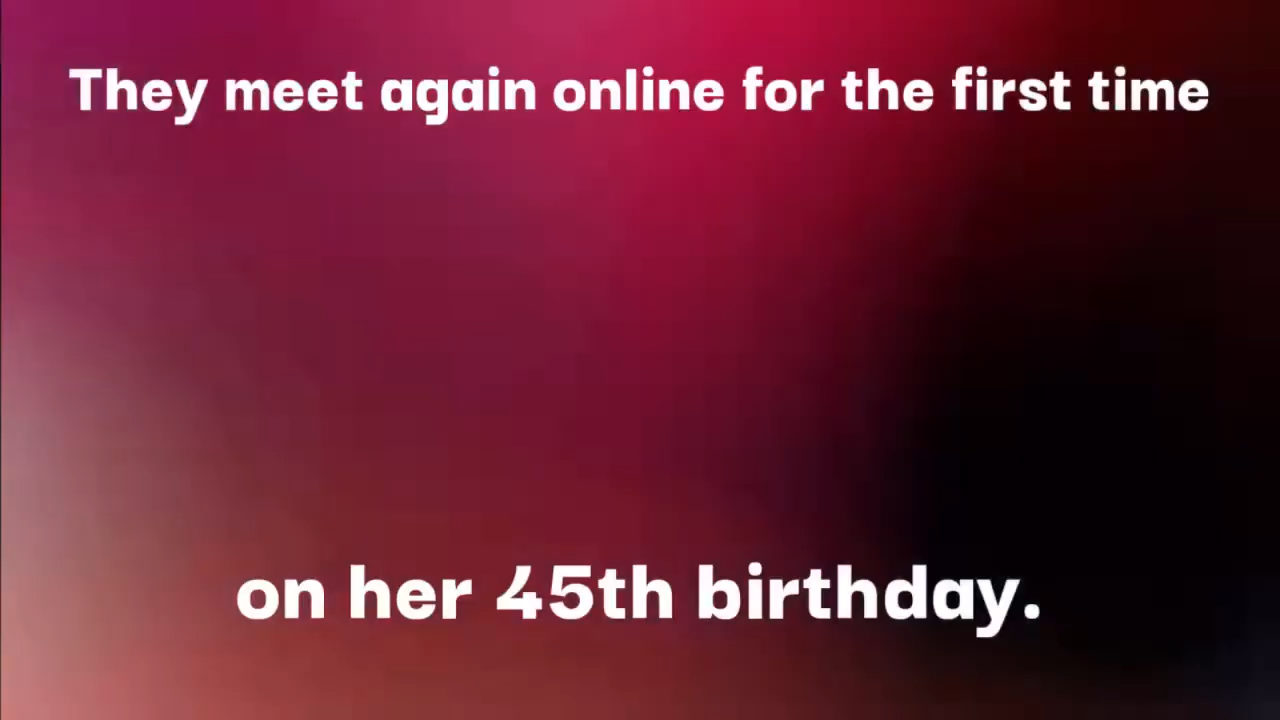 They meet again online for the first time
on her 45th birthday.